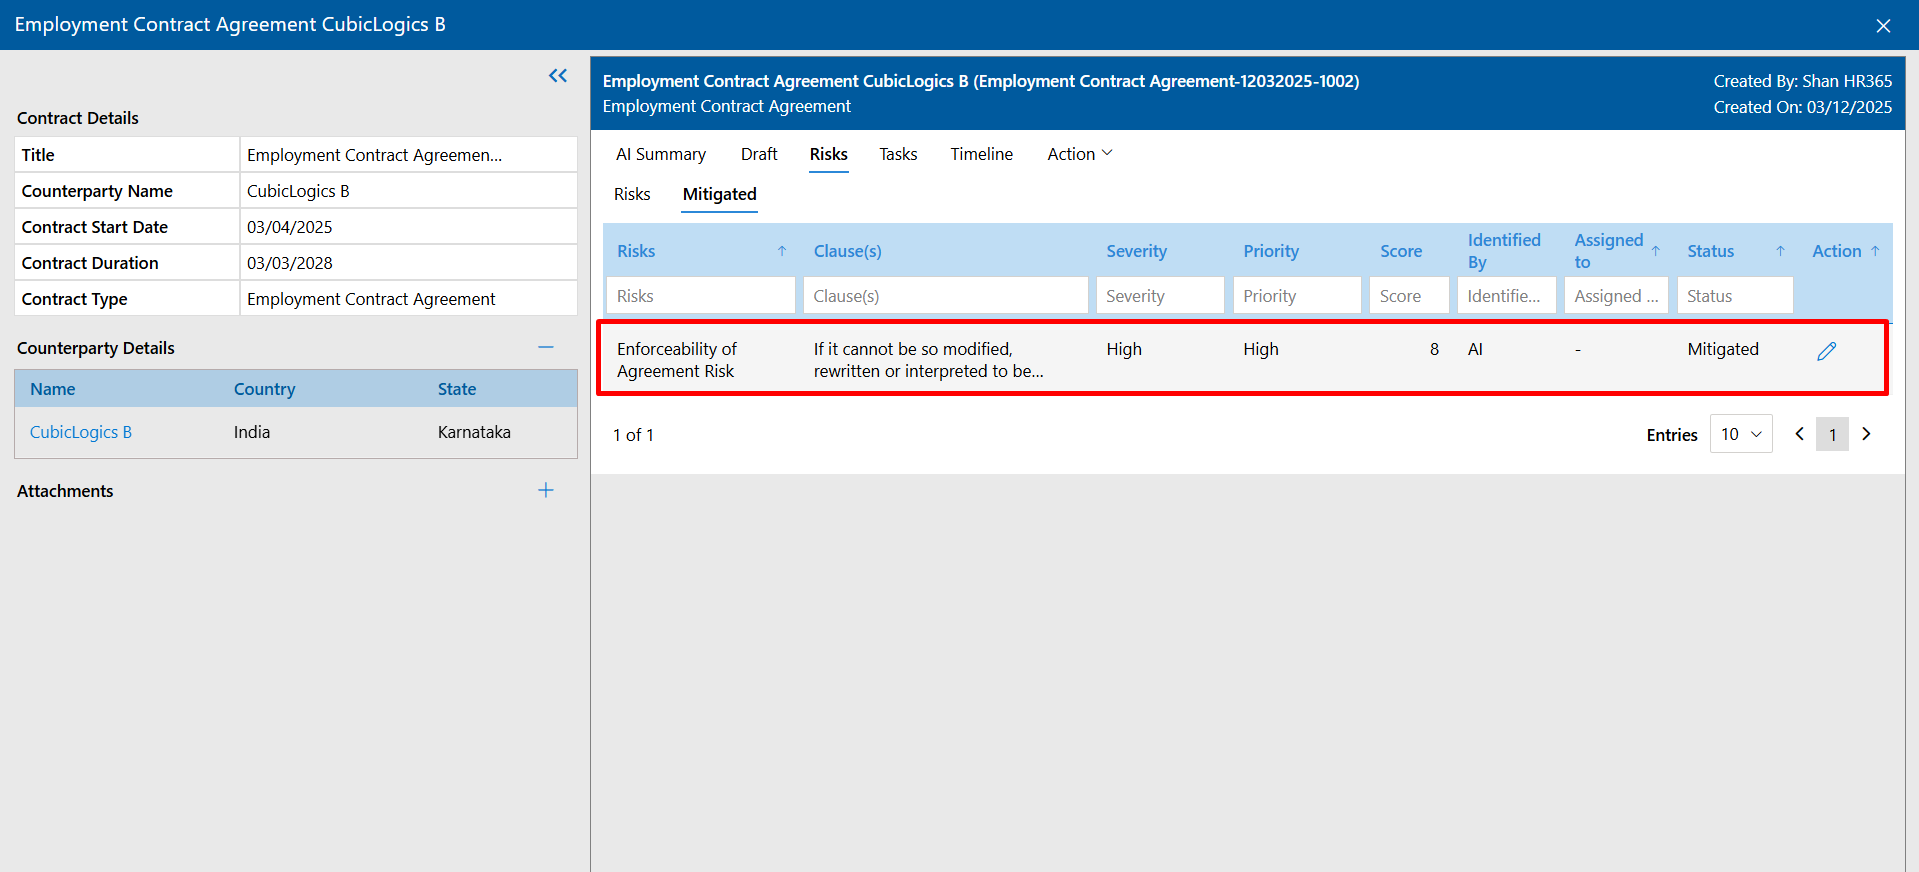 Employment Contract Agreement CubicLogics B
Contract Details
Title Employment Contract Agreemen...
Counterparty Name CubicLogics B
Contract Start Date 03/04/2025
Contract Duration 03/03/2028
Contract Type Employment Contract Agreement
Counterparty Details
Name Country State
CubicLogics B India Karnataka
Attachments
Employment Contract Agreement CubicLogics B (Employment Contract Agreement-12032025-1002) Created By: Shan HR365
Employment Contract Agreement Created On: 03/12/2025
AI Summary Draft Risks Tasks Timeline Action
Risks Mitigated
Risks Clause(s) Severity Priority Score Identified By Assigned to Status Action
Risks Clause(s) Severity Priority Score Identifie... Assigned ... Status
Enforceability of If it cannot be so modified, High High 8 AI - Mitigated
Agreement Risk rewritten or interpreted to be...
1 of 1 Entries 10 1